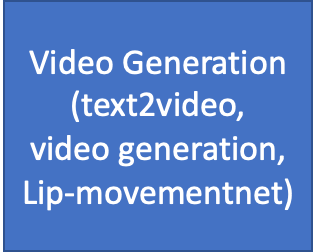 Video Generation
(text2video,
video generation,
Lip-movementnet)